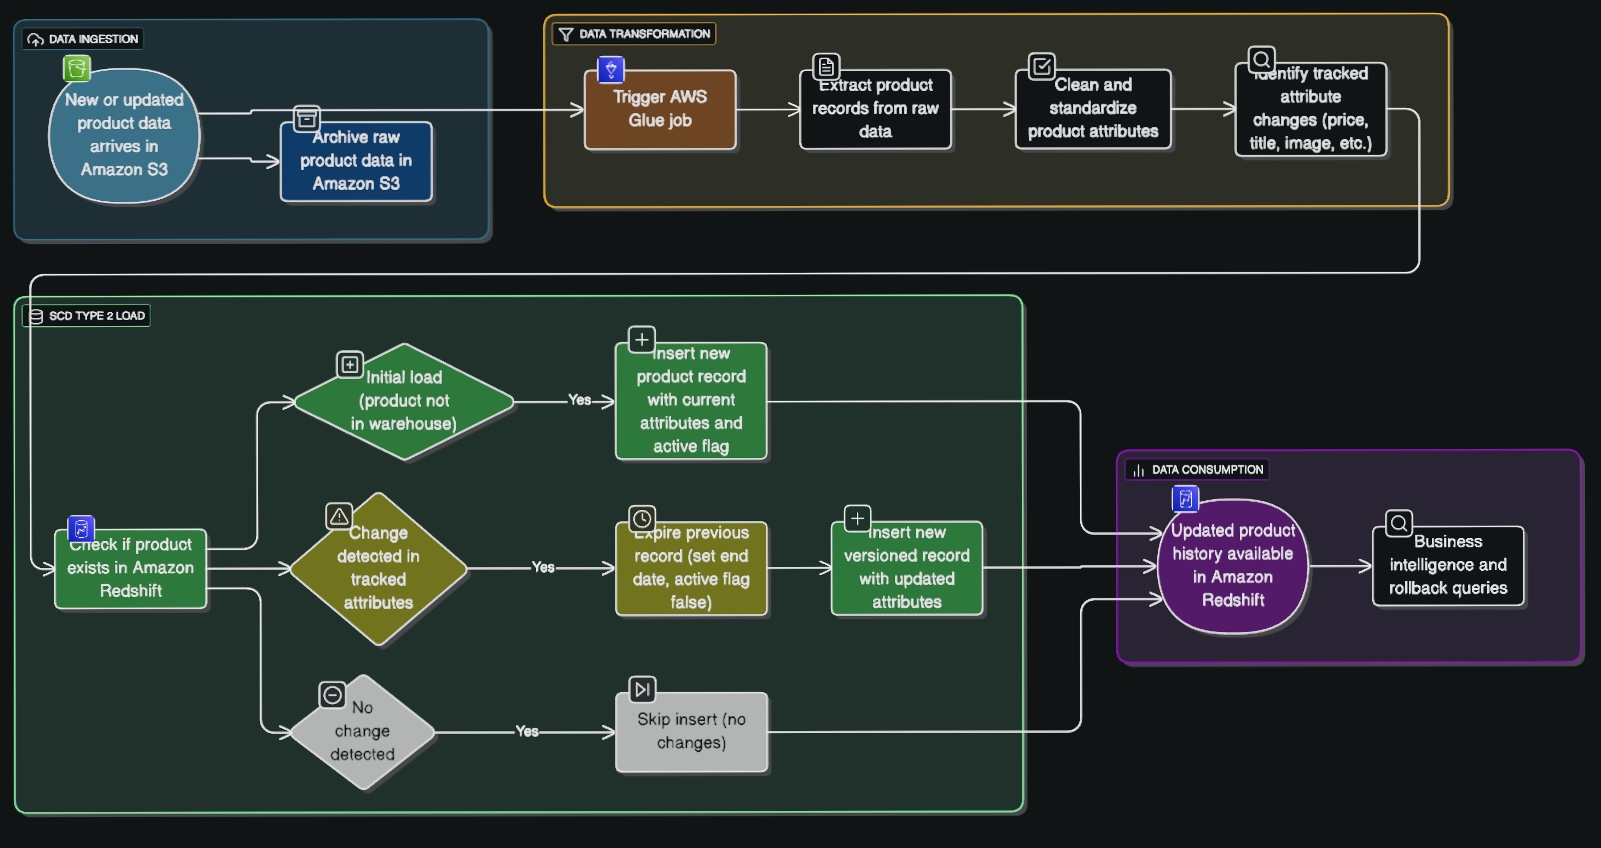 DATA INGESTION
New or updated
product data
arrives in
Amazon S3
Archive raw
product data in
Amazon S3
DATA TRANSFORMATION
Trigger AWS
Glue job
Extract product
records from raw
data
Clean and
standardize
product attributes
Identify tracked
attribute
changes (price,
title, image, etc.)
SCD TYPE 2 LOAD
Check if product
exists in Amazon
Redshift
Initial load
(product not
in warehouse)
Yes
Insert new
product record
with current
attributes and
active flag
Change
detected in
tracked
attributes
Yes
Expire previous
record (set end
date, active flag
false)
Insert new
versioned record
with updated
attributes
No
change
detected
Yes
Skip insert (no
changes)
DATA CONSUMPTION
Updated product
history available
in Amazon
Redshift
Business
intelligence and
rollback queries